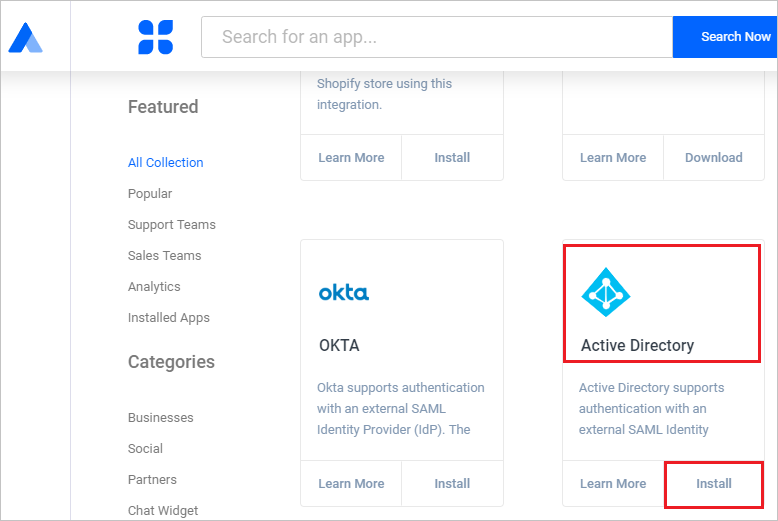 Search for an app...
Search Now
Featured
All Collection
Popular
Support Teams
Sales Teams
Analytics
Installed Apps
Categories
Businesses
Social
Partners
Chat Widget
Shopify store using this
integration.
Learn More
Install
Learn More
Download
okta
OKTA
Okta supports authentication
with an external SAML
Identity Provider (IdP). The
Learn More
Install
Active Directory
Active Directory supports
authentication with an
external SAML Identity
Learn More
Install